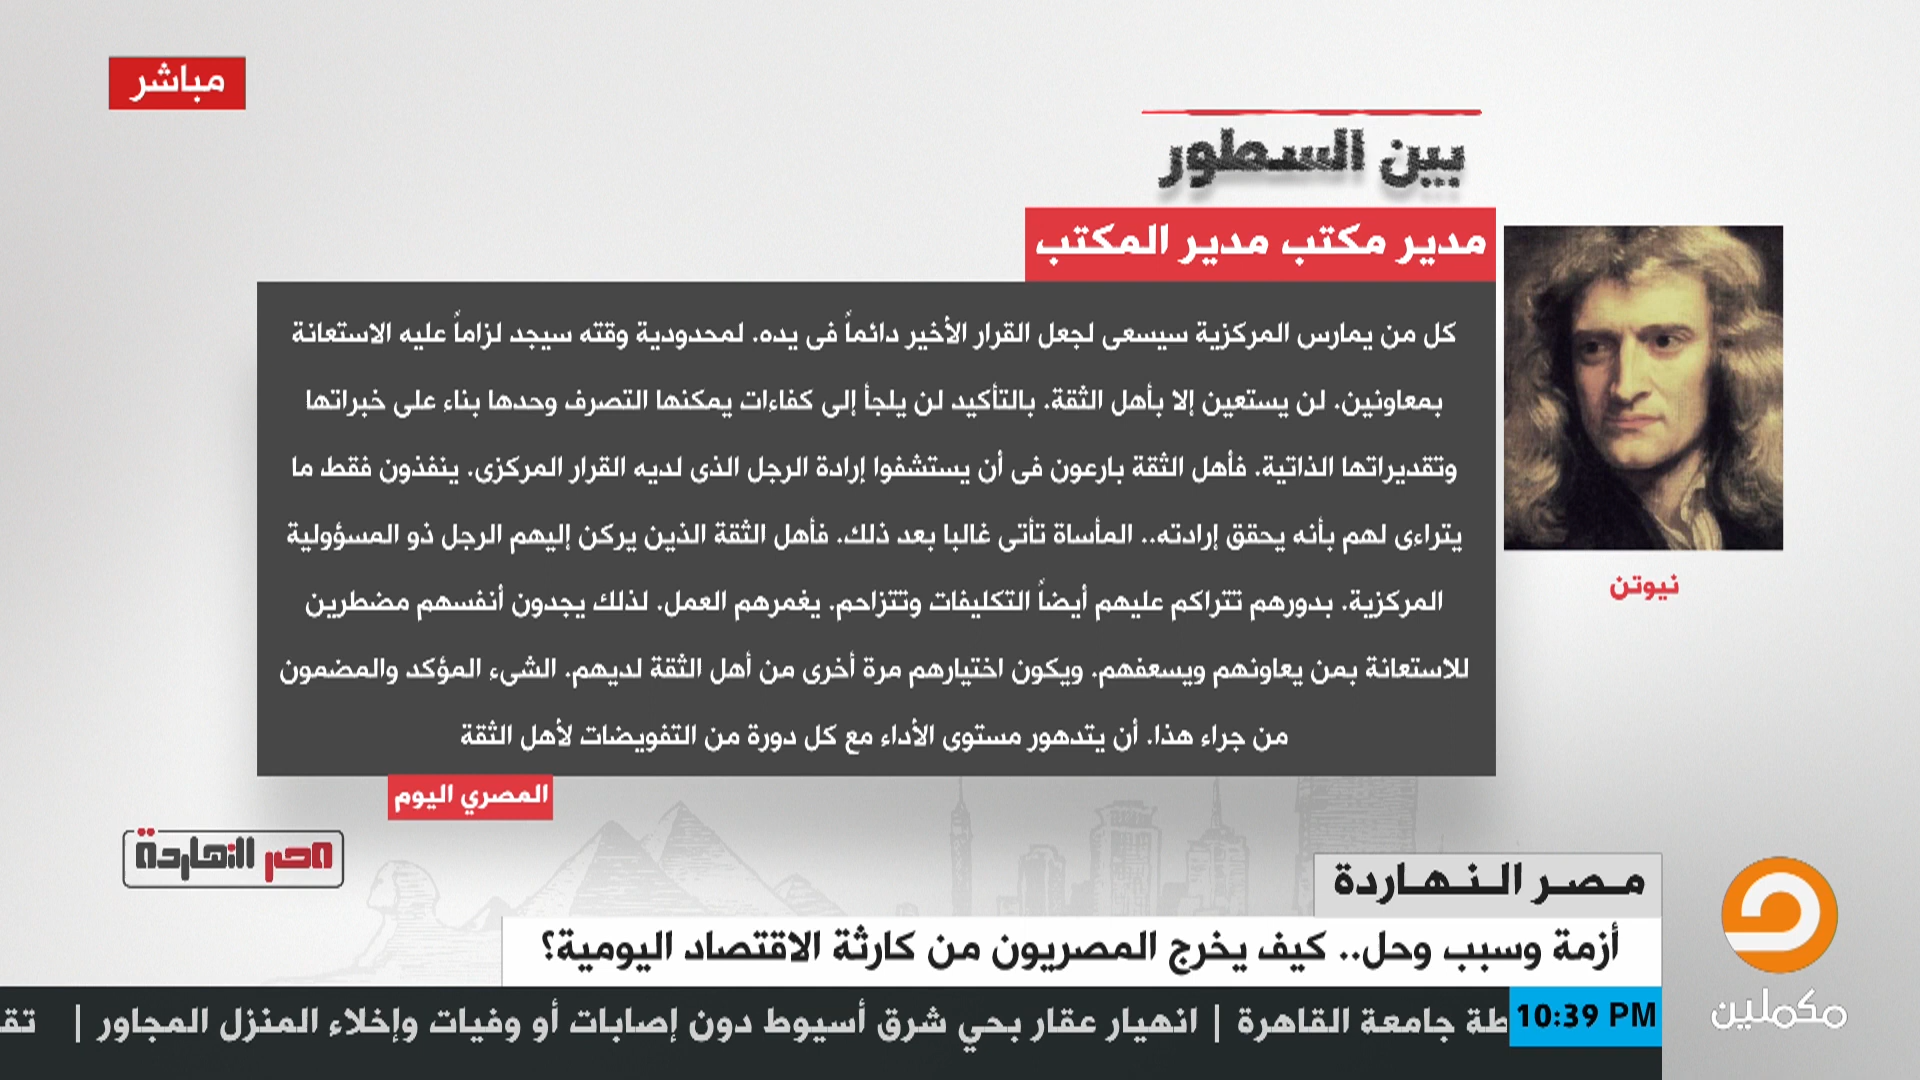 مباشر
بين السطور
مدير مكتب مدير المكتب
كل من يمارس المركزية سيسعى لجعل القرار الأخير دائماً فى يده. لمحدودية وقته سيجد لزاماً عليه الاستعانة
بمعاونين. لن يستعين إلا بأهل الثقة. بالتأكيد لن يلجأ إلى كفاءات يمكنها التصرف وحدها بناء على خبراتها
وتقديراتها الذاتية. فأهل الثقة بارعون فى أن يستشفوا إرادة الرجل الذى لديه القرار المركزى. ينفذون فقط ما
يتراءى لهم بأنه يحقق إرادته.. المأساة تأتى غالبا بعد ذلك. فأهل الثقة الذين يركن إليهم الرجل ذو المسؤولية
المركزية. بدورهم تتراكم عليهم أيضاً التكليفات وتتزاحم. يغمرهم العمل. لذلك يجدون أنفسهم مضطرين
للاستعانة بمن يعاونهم ويسعفهم. ويكون اختيارهم مرة أخرى من أهل الثقة لديهم. الشىء المؤكد والمضمون
من جراء هذا. أن يتدهور مستوى الأداء مع كل دورة من التفويضات لأهل الثقة
نيوتن
المصري اليوم
مصر النهاردة
مصر النهاردة
أزمة وسبب وحل.. كيف يخرج المصريون من كارثة الاقتصاد اليومية؟
10:39 PM
طة جامعة القاهرة | انهيار عقار بحي شرق أسيوط دون إصابات أو وفيات وإخلاء المنزل المجاور | تقـ
مكملين